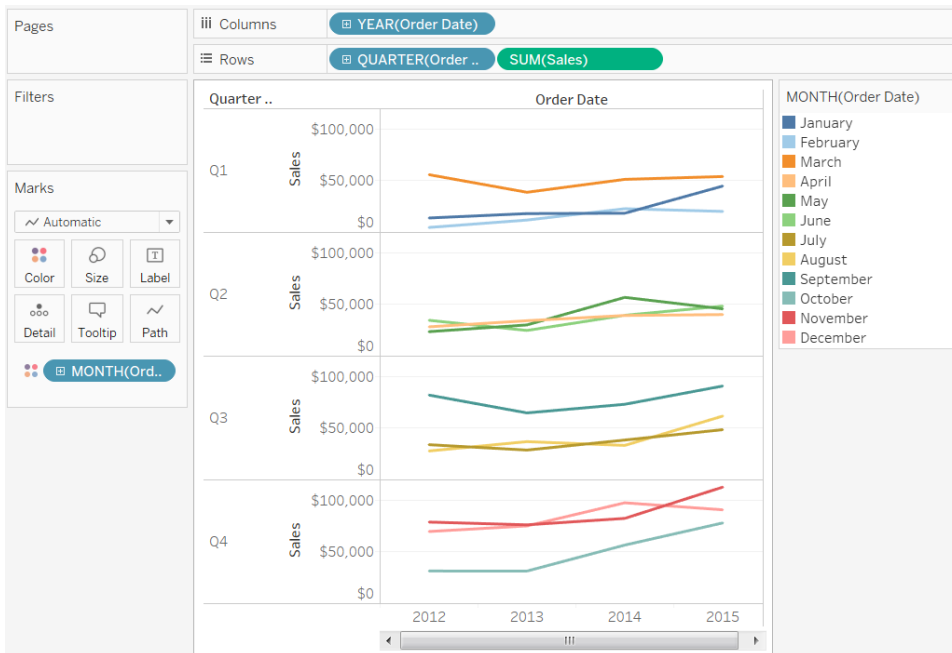 Pages
Columns
YEAR(Order Date)
Rows
QUARTER(Order ..
SUM(Sales)
Filters
Marks
Automatic
Color
Size
Label
Detail
Tooltip
Path
MONTH(Ord..
Quarter ..
Order Date
Q1
Sales
$100,000
$50,000
$0
Q2
Sales
$100,000
$50,000
$0
Q3
Sales
$100,000
$50,000
$0
Q4
Sales
$100,000
$50,000
$0
2012
2013
2014
2015
MONTH(Order Date)
January
February
March
April
May
June
July
August
September
October
November
December